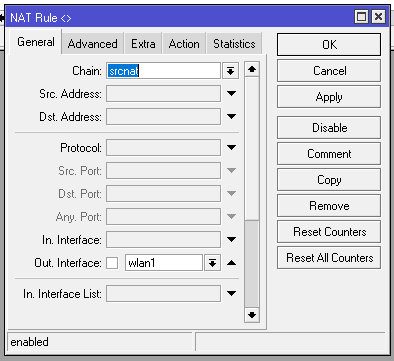 NAT Rule <>
General Advanced Extra Action Statistics
Chain: srcnat
Src. Address:
Dst. Address:
Protocol:
Src. Port:
Dst. Port:
Any. Port:
In. Interface:
Out. Interface: wlan1
In. Interface List:
OK
Cancel
Apply
Disable
Comment
Copy
Remove
Reset Counters
Reset All Counters
enabled